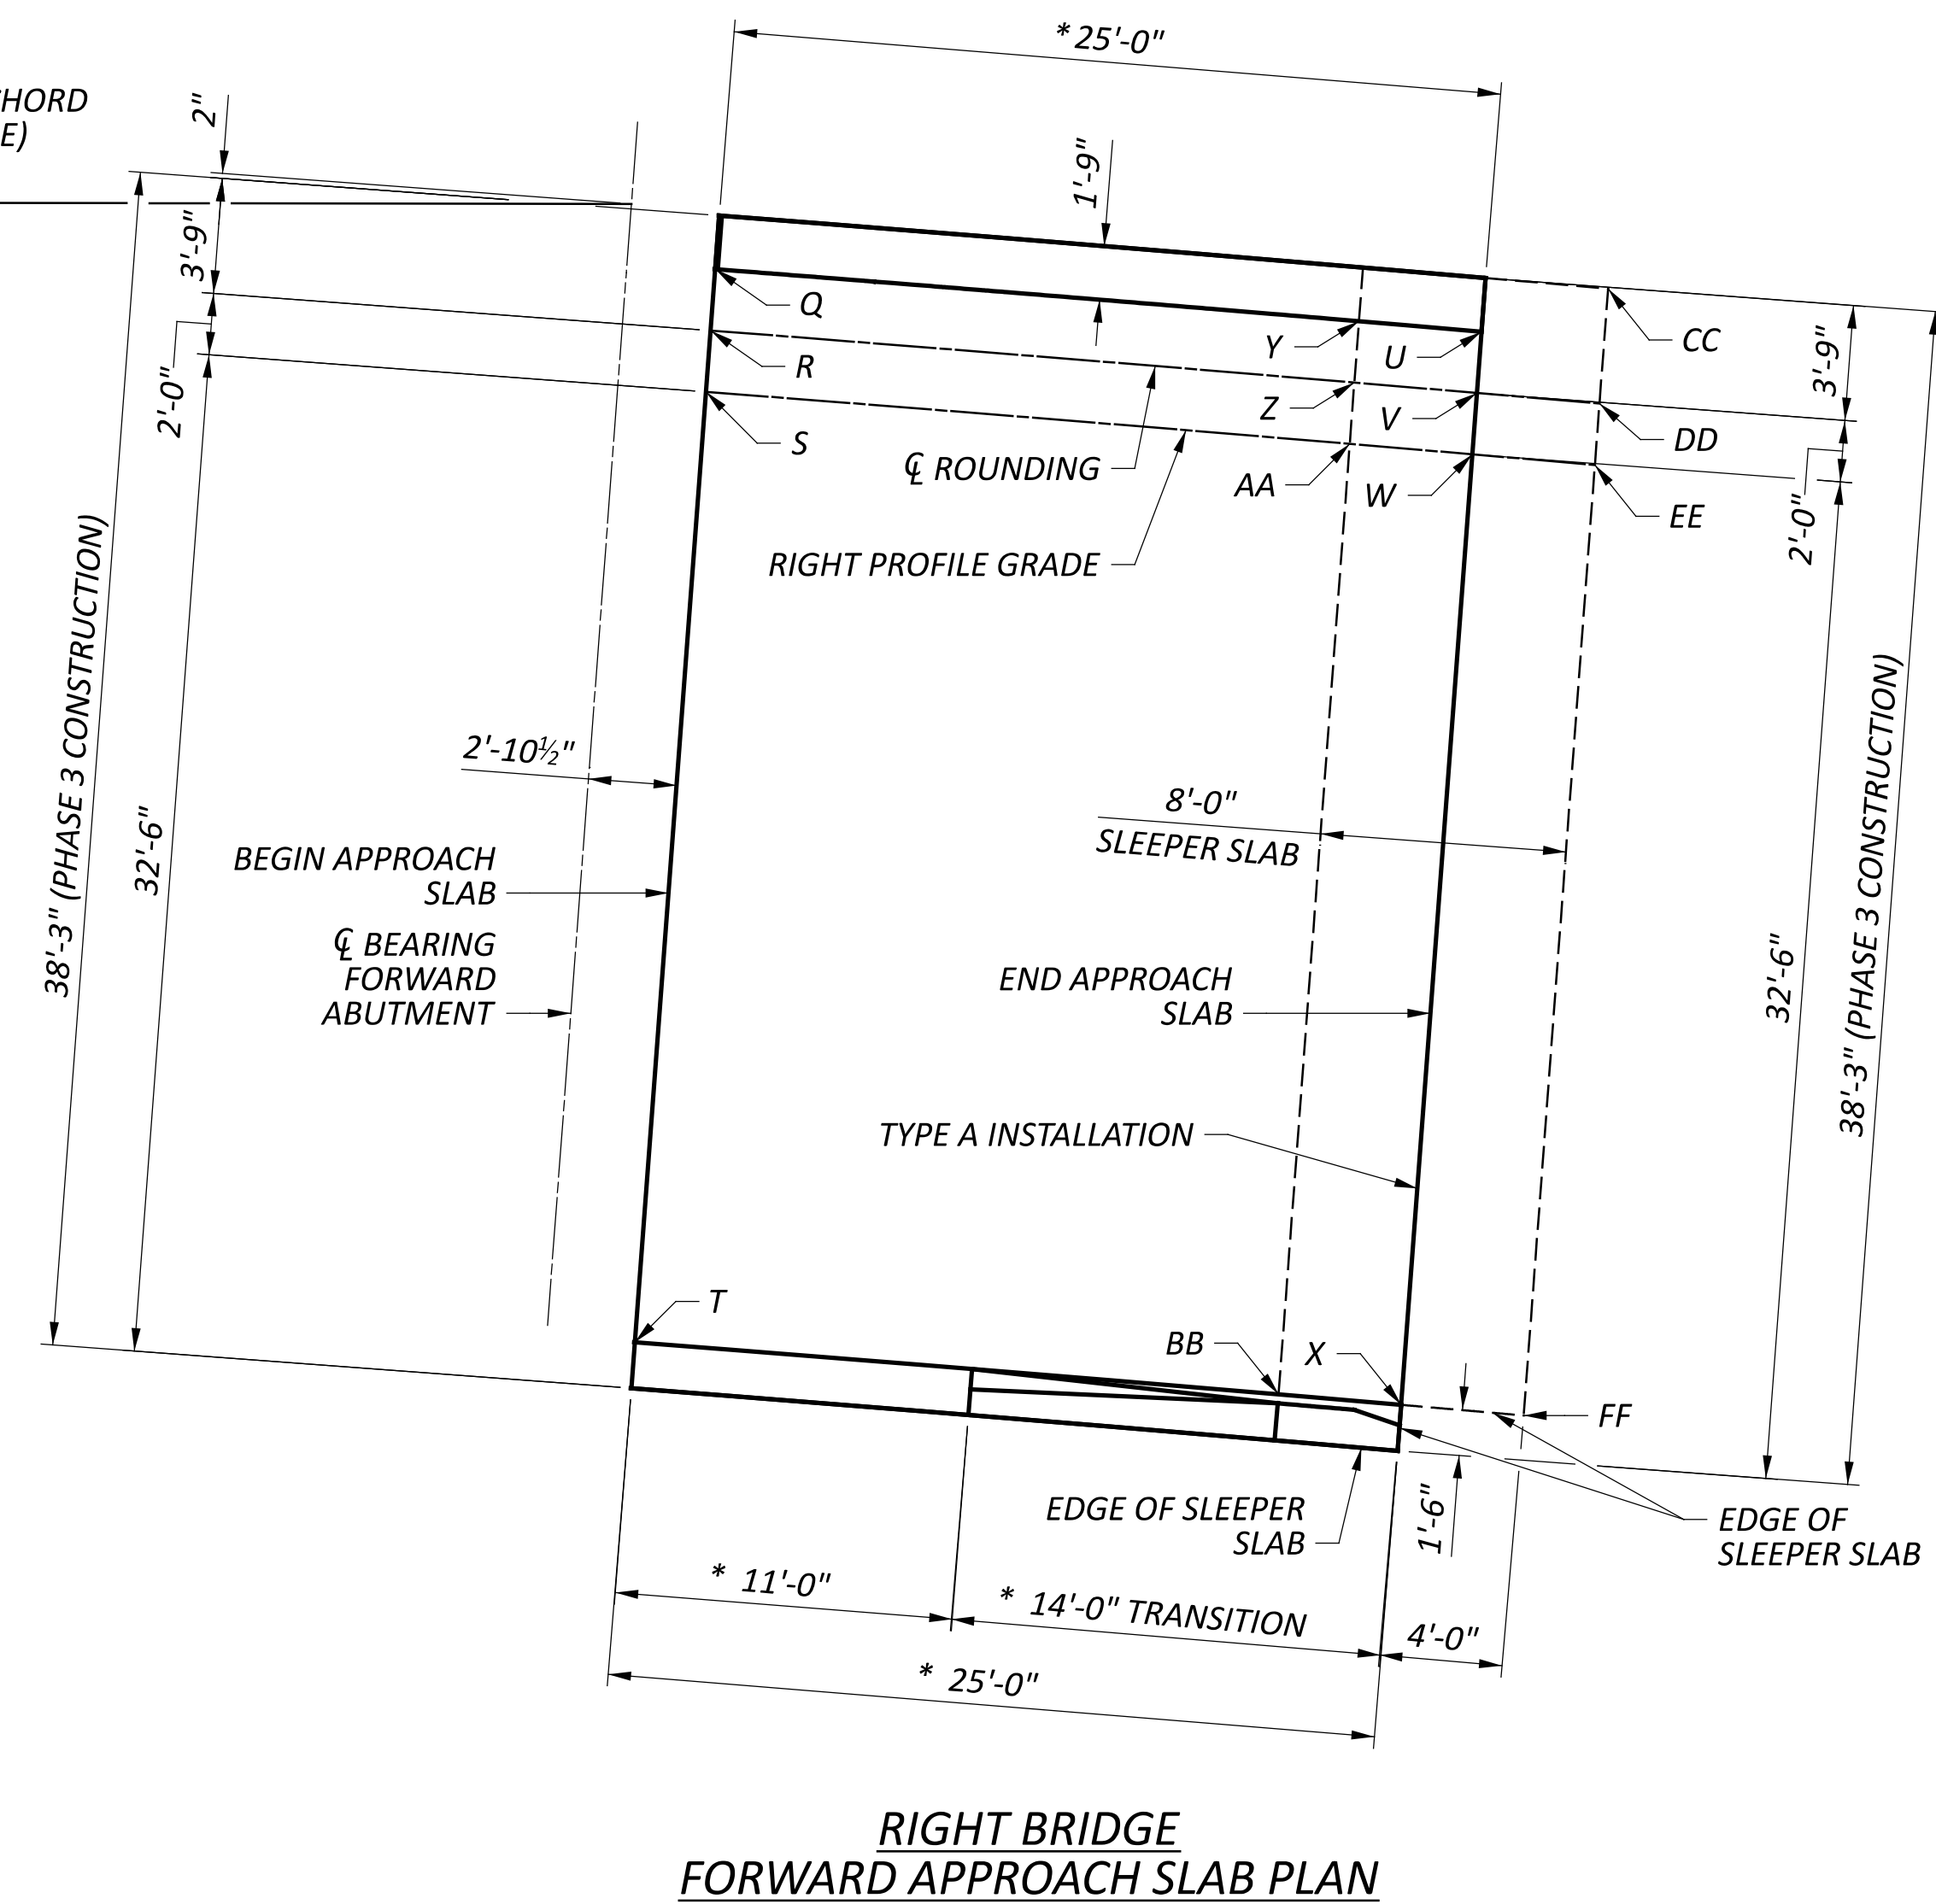 * 25'-0"
HORD
E)
2"
1'-9"
3'-9"
Q
CC
Y
U
R
3'-9"
2'-0"
Z
V
S
DD
℄ ROUNDING
AA
W
EE
2'-0"
RIGHT PROFILE GRADE
38'-3" (PHASE 3 CONSTRUCTION)
38'-3" (PHASE 3 CONSTRUCTION)
2'-10½"
8'-0"
SLEEPER SLAB
32'-6"
BEGIN APPROACH
SLAB
℄ BEARING
FORWARD
ABUTMENT
END APPROACH
SLAB
32'-6"
TYPE A INSTALLATION
T
BB
X
FF
EDGE OF SLEEPER
SLAB
1'-6"
EDGE OF
SLEEPER SLAB
* 11'-0"
* 14'-0" TRANSITION
4'-0"
* 25'-0"
RIGHT BRIDGE
FORWARD APPROACH SLAB PLAN